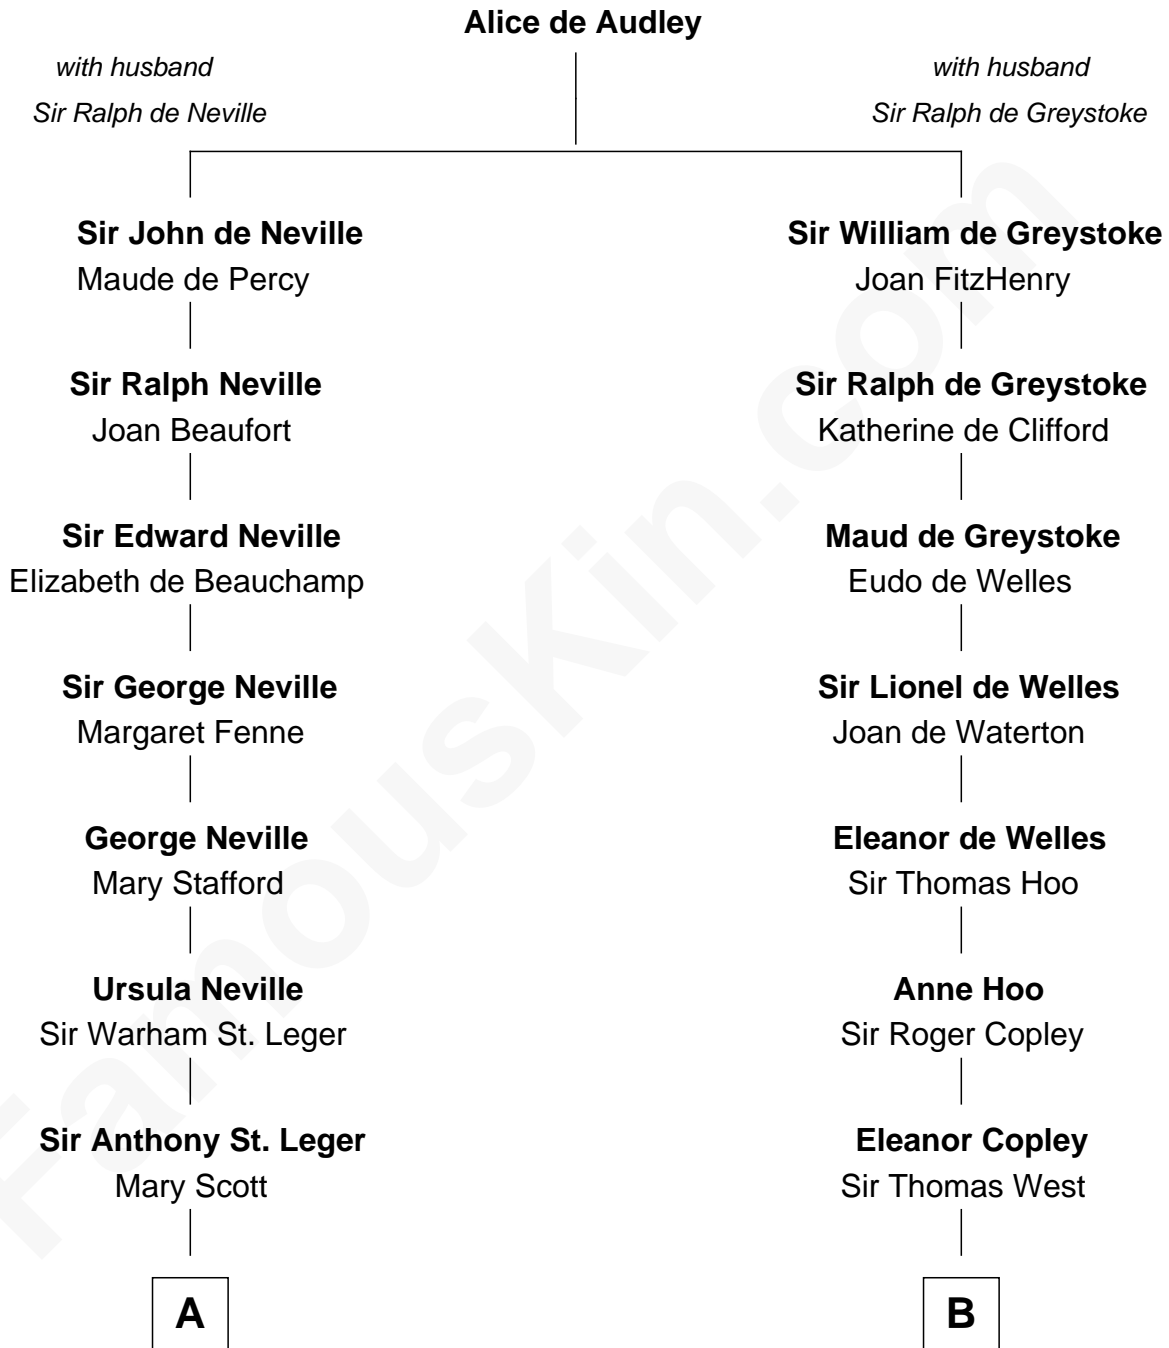 Alice de Audley
with husband
Sir Ralph de Neville
with husband
Sir Ralph de Greystoke
Sir John de Neville
Maude de Percy
Sir William de Greystoke
Joan FitzHenry
Sir Ralph Neville
Joan Beaufort
Sir Ralph de Greystoke
Katherine de Clifford
Sir Edward Neville
Elizabeth de Beauchamp
Maud de Greystoke
Eudo de Welles
Sir George Neville
Margaret Fenne
Sir Lionel de Welles
Joan de Waterton
George Neville
Mary Stafford
Eleanor de Welles
Sir Thomas Hoo
Ursula Neville
Sir Warham St. Leger
Anne Hoo
Sir Roger Copley
Sir Anthony St. Leger
Mary Scott
Eleanor Copley
Sir Thomas West
A
B
FamousKin.com